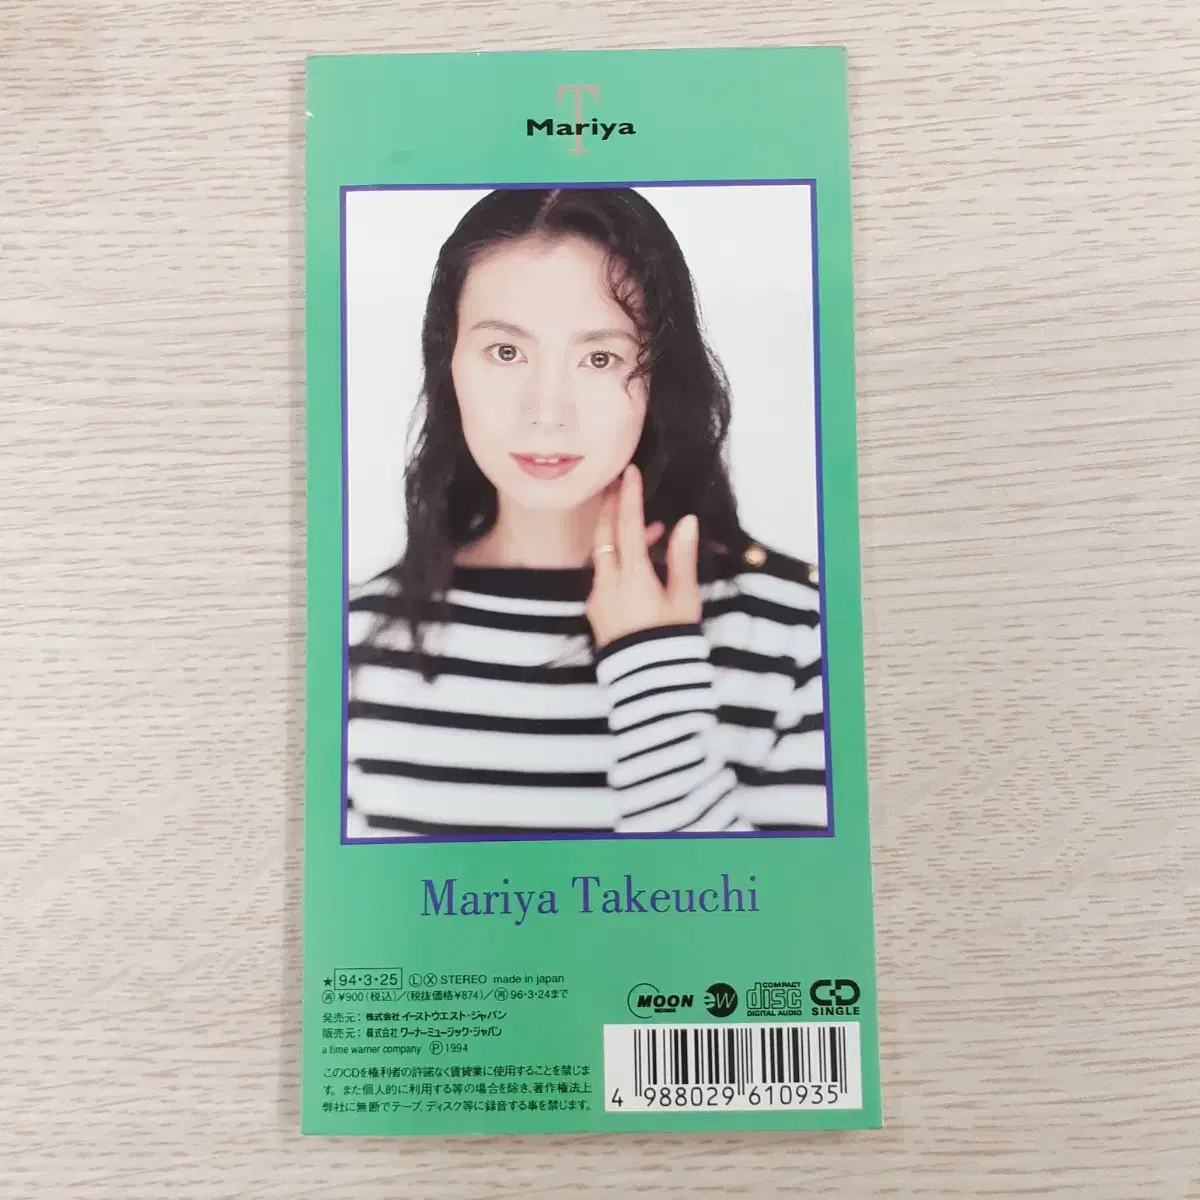 T
Mariya
Mariya Takeuchi
★94・3・25 ⓁⓍ STEREO made in japan
㊢¥900(税込)/(税抜価格¥874)/㊢96・3・24まで
発売元: 株式会社 イーストウエスト・ジャパン
販売元: 株式会社 ワーナーミュージック・ジャパン
a time warner company Ⓟ1994
このCDを権利者の許諾なく賃貸業に使用することを禁じま
す。また個人的に利用する等の場合を除き、著作権法上
弊社に無断でテープ、ディスク等に録音する事を禁じます。
MOON
RECORDS
ew
COMPACT
disc
DIGITAL AUDIO
CD
SINGLE
4 988029 610935